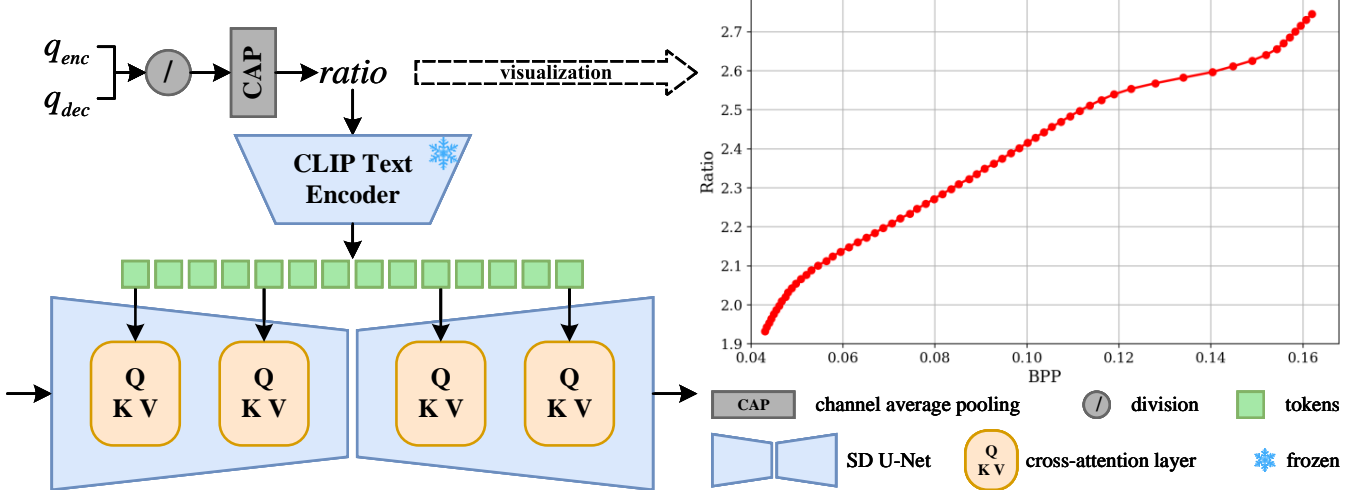 q_enc
q_dec
/
CAP
ratio
visualization
CLIP Text
Encoder
Q
K V
Q
K V
Q
K V
Q
K V
2.7
2.6
2.5
2.4
2.3
2.2
2.1
2.0
1.9
Ratio
0.04 0.06 0.08 0.10 0.12 0.14 0.16
BPP
CAP channel average pooling / division tokens
SD U-Net Q
K V cross-attention layer frozen